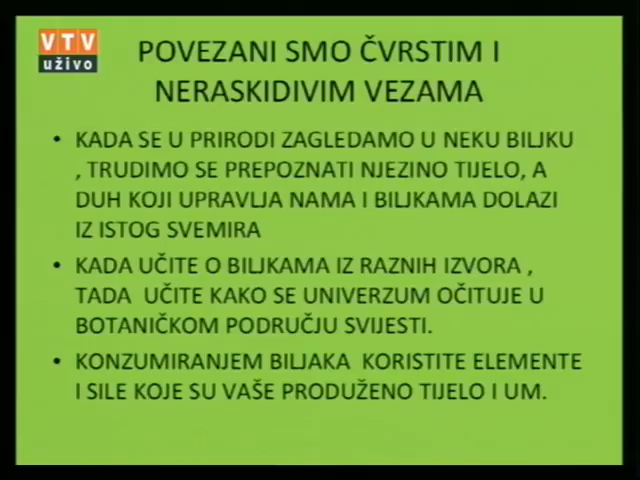 VTV
uživo
POVEZANI SMO ČVRSTIM I
NERASKIDIVIM VEZAMA
• KADA SE U PRIRODI ZAGLEDAMO U NEKU BILJKU
, TRUDIMO SE PREPOZNATI NJEZINO TIJELO, A
DUH KOJI UPRAVLJA NAMA I BILJKAMA DOLAZI
IZ ISTOG SVEMIRA
• KADA UČITE O BILJKAMA IZ RAZNIH IZVORA ,
TADA UČITE KAKO SE UNIVERZUM OČITUJE U
BOTANIČKOM PODRUČJU SVIJESTI.
• KONZUMIRANJEM BILJAKA KORISTITE ELEMENTE
I SILE KOJE SU VAŠE PRODUŽENO TIJELO I UM.